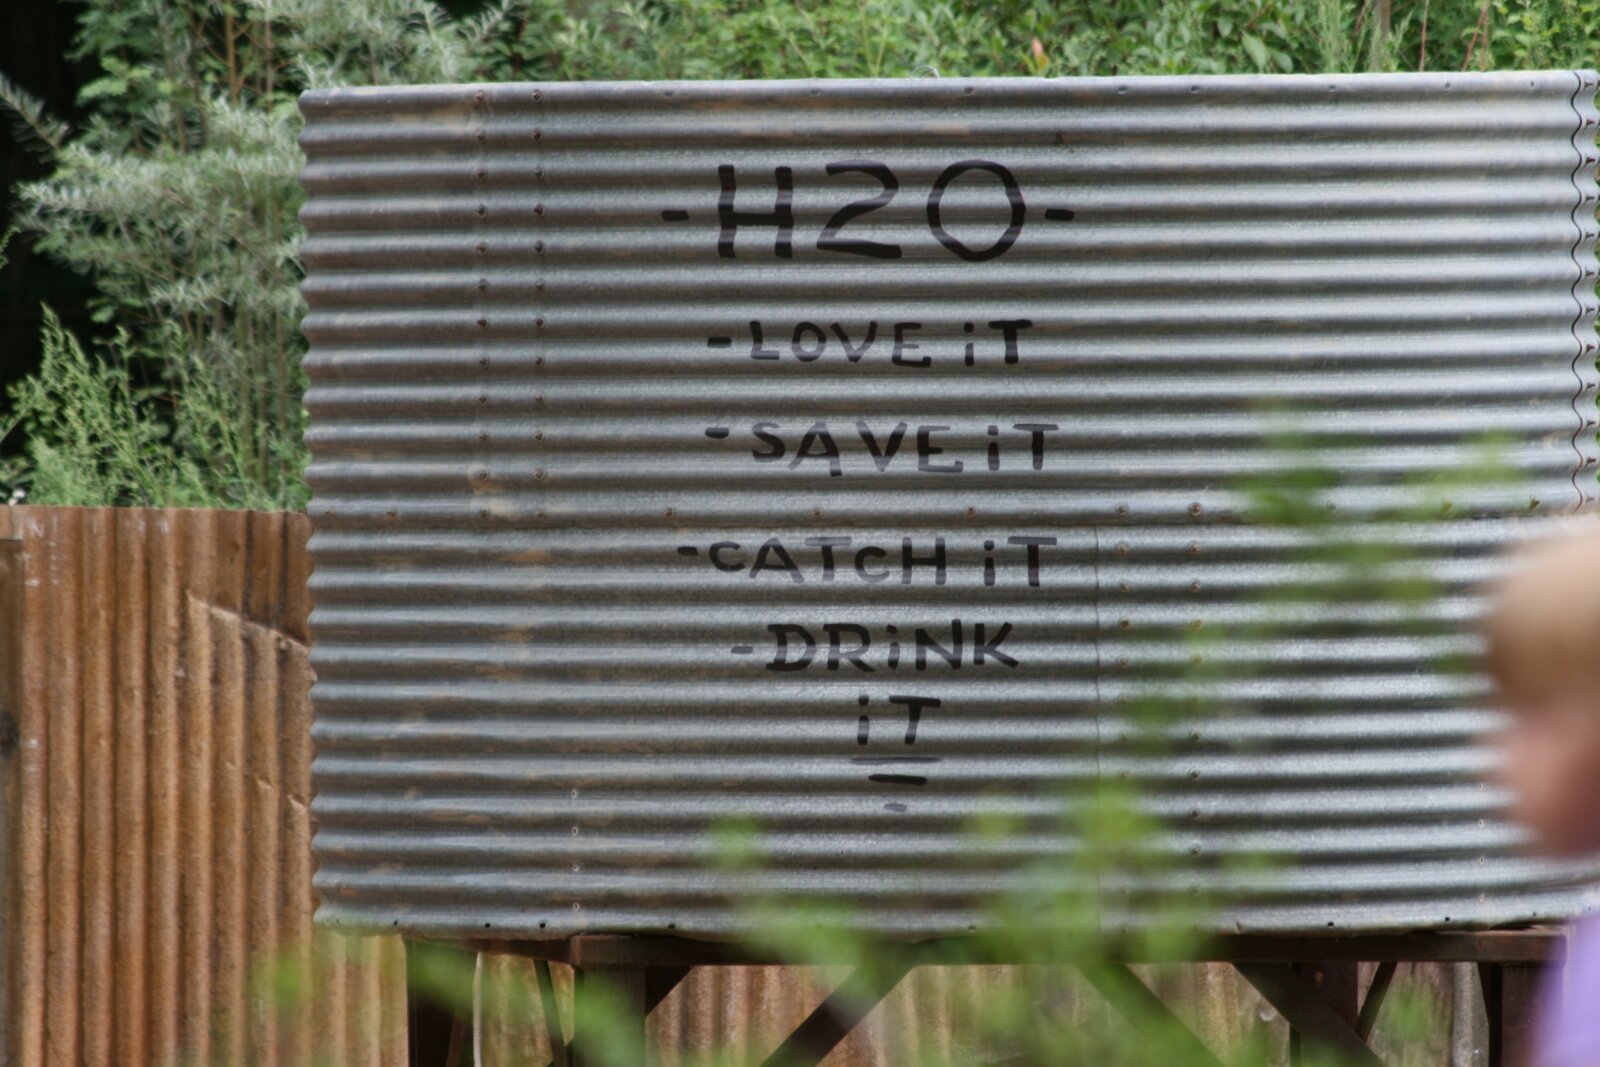 -H2O-
-LOVE iT
-SAVE iT
-CATCH iT
-DRiNK
iT